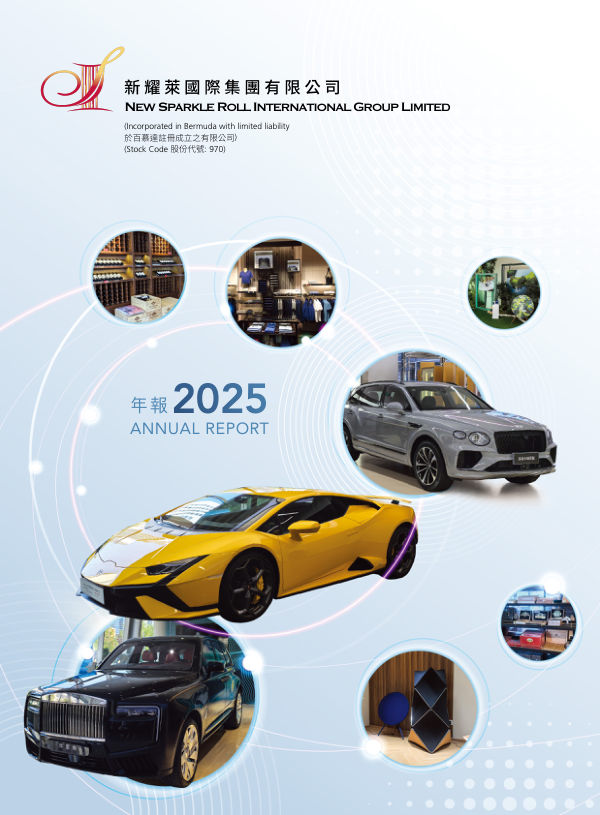 新耀萊國際集團有限公司
NEW SPARKLE ROLL INTERNATIONAL GROUP LIMITED
(Incorporated in Bermuda with limited liability
於百慕達註冊成立之有限公司)
(Stock Code 股份代號: 970)
年報 2025
ANNUAL REPORT